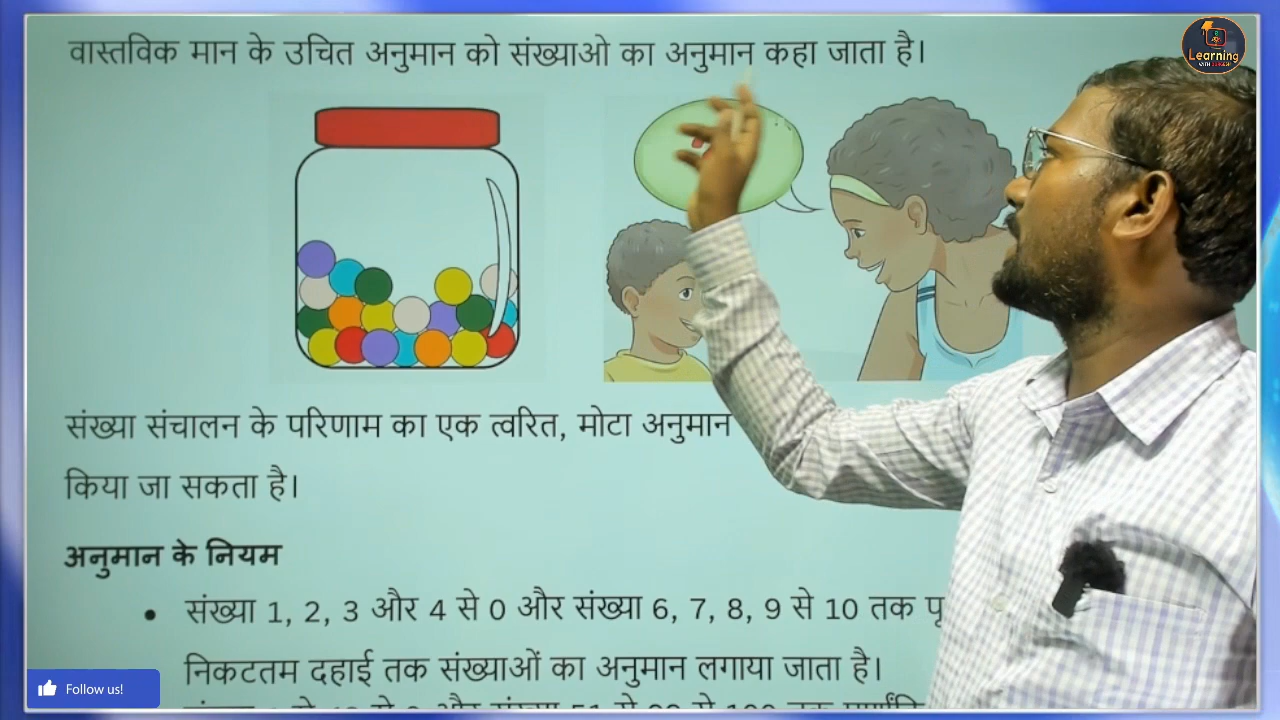 वास्तविक मान के उचित अनुमान को संख्याओ का अनुमान कहा जाता है।
Learning
संख्या संचालन के परिणाम का एक त्वरित, मोटा अनुमान
किया जा सकता है।
अनुमान के नियम
• संख्या 1, 2, 3 और 4 से 0 और संख्या 6, 7, 8, 9 से 10 तक
निकटतम दहाई तक संख्याओं का अनुमान लगाया जाता है।
Follow us!